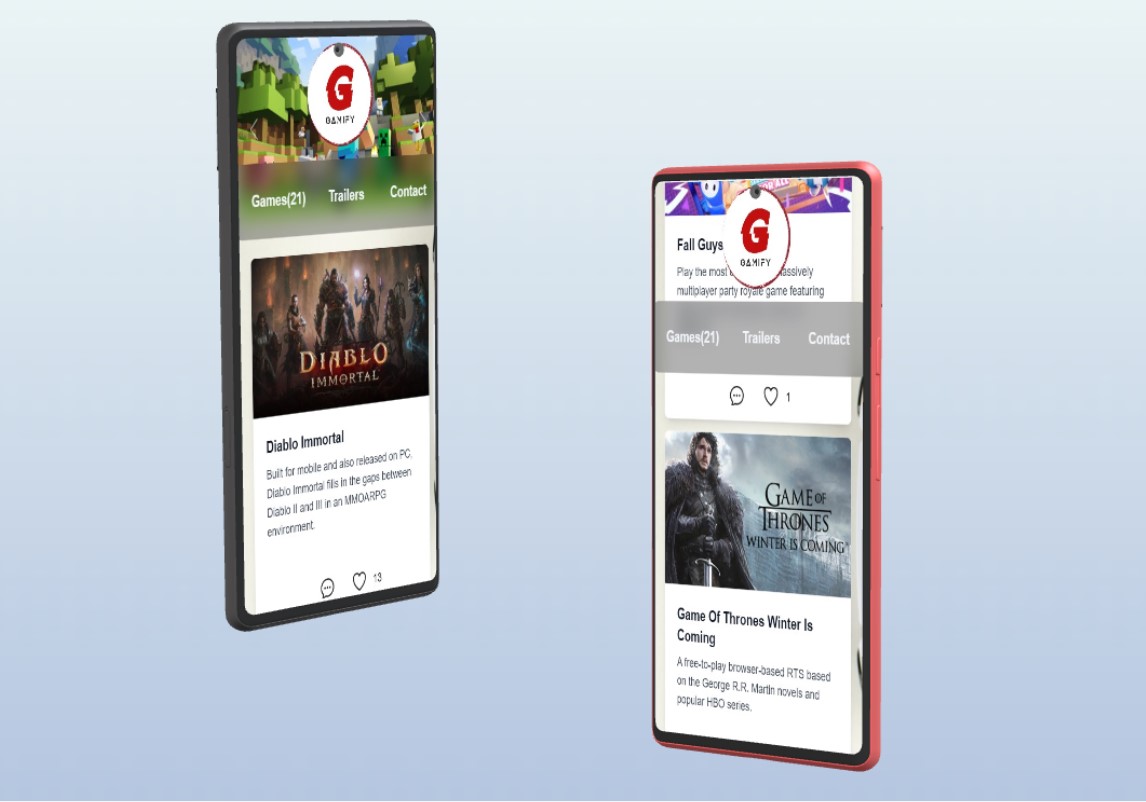 G
GAMIFY
Games(21) Trailers Contact
DIABLO
IMMORTAL
Diablo Immortal
Built for mobile and also released on PC,
Diablo Immortal fills in the gaps between
Diablo II and III in an MMOARPG
environment.
13
G
GAMIFY
Fall Guys
Play the most assively
multiplayer party royale game featuring
Games(21) Trailers Contact
1
GAME OF
THRONES
WINTER IS COMING
Game Of Thrones Winter Is
Coming
A free-to-play browser-based RTS based
on the George R.R. Martin novels and
popular HBO series.